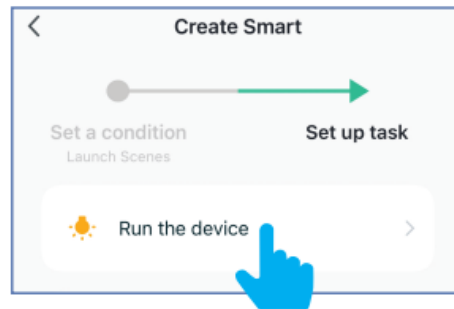 Create Smart
Set a condition
Launch Scenes
Set up task
Run the device